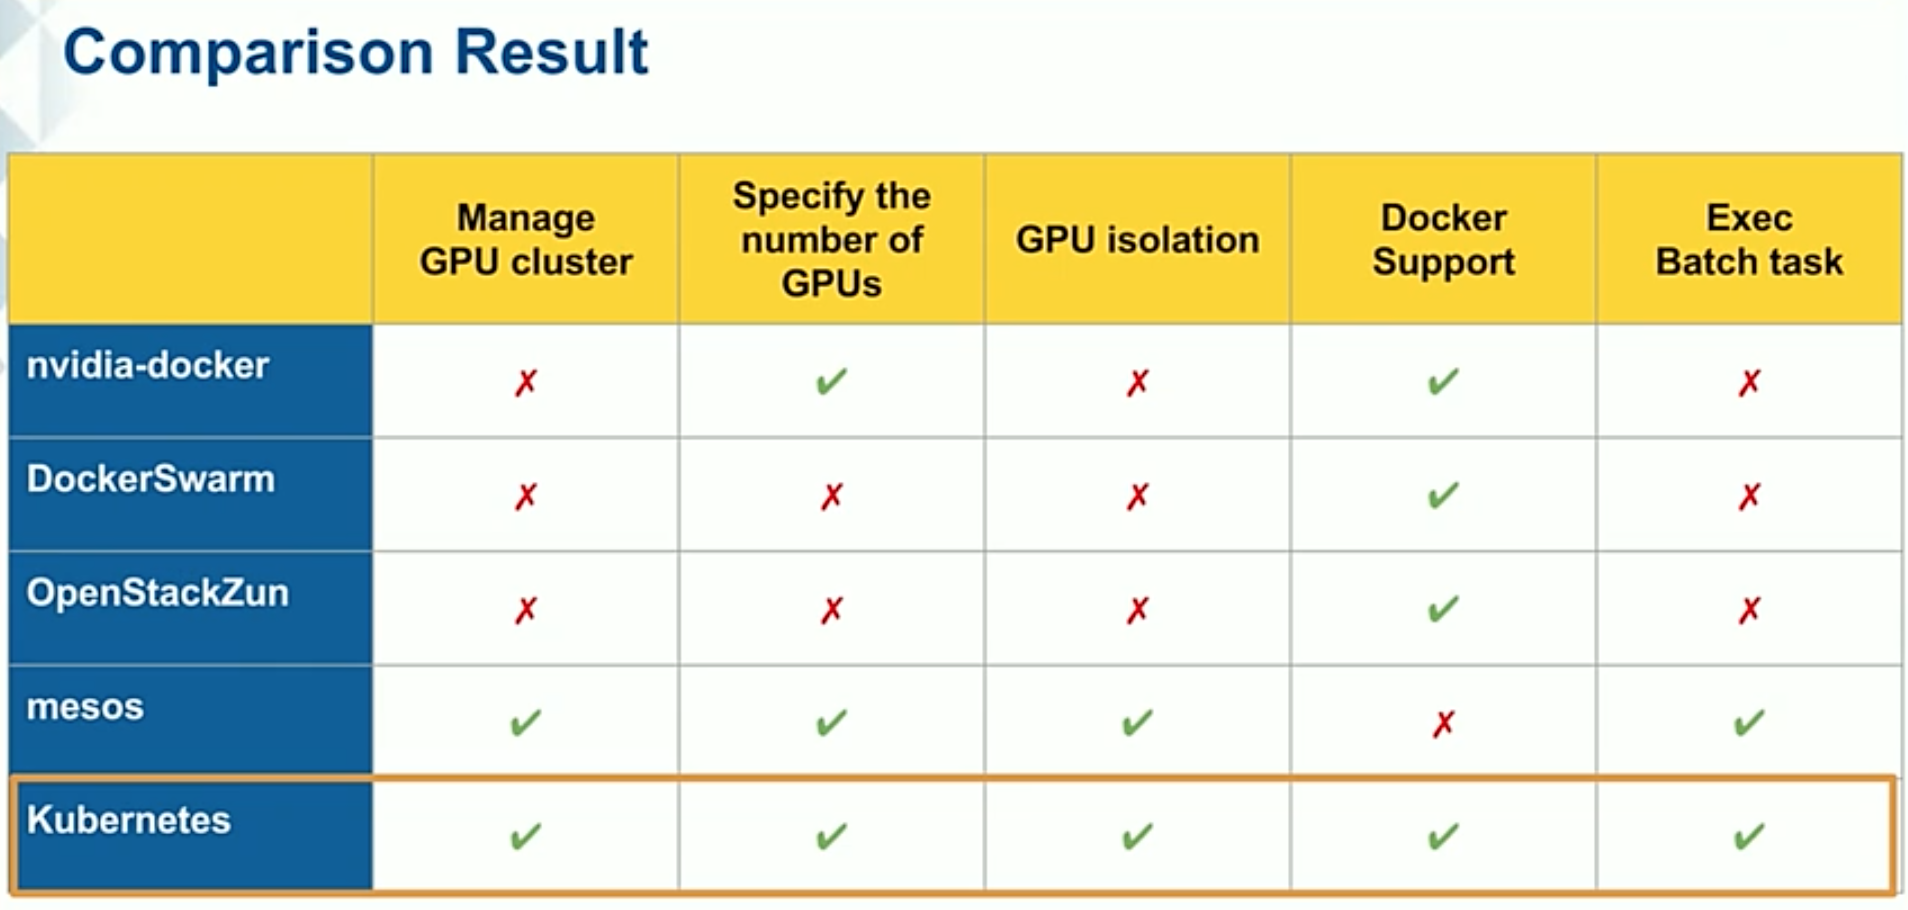 Comparison Result
Manage
GPU cluster
Specify the
number of
GPUs
GPU isolation
Docker
Support
Exec
Batch task
nvidia-docker ✗ ✓ ✗ ✓ ✗
DockerSwarm ✗ ✗ ✗ ✓ ✗
OpenStackZun ✗ ✗ ✗ ✓ ✗
mesos ✓ ✓ ✓ ✗ ✓
Kubernetes ✓ ✓ ✓ ✓ ✓